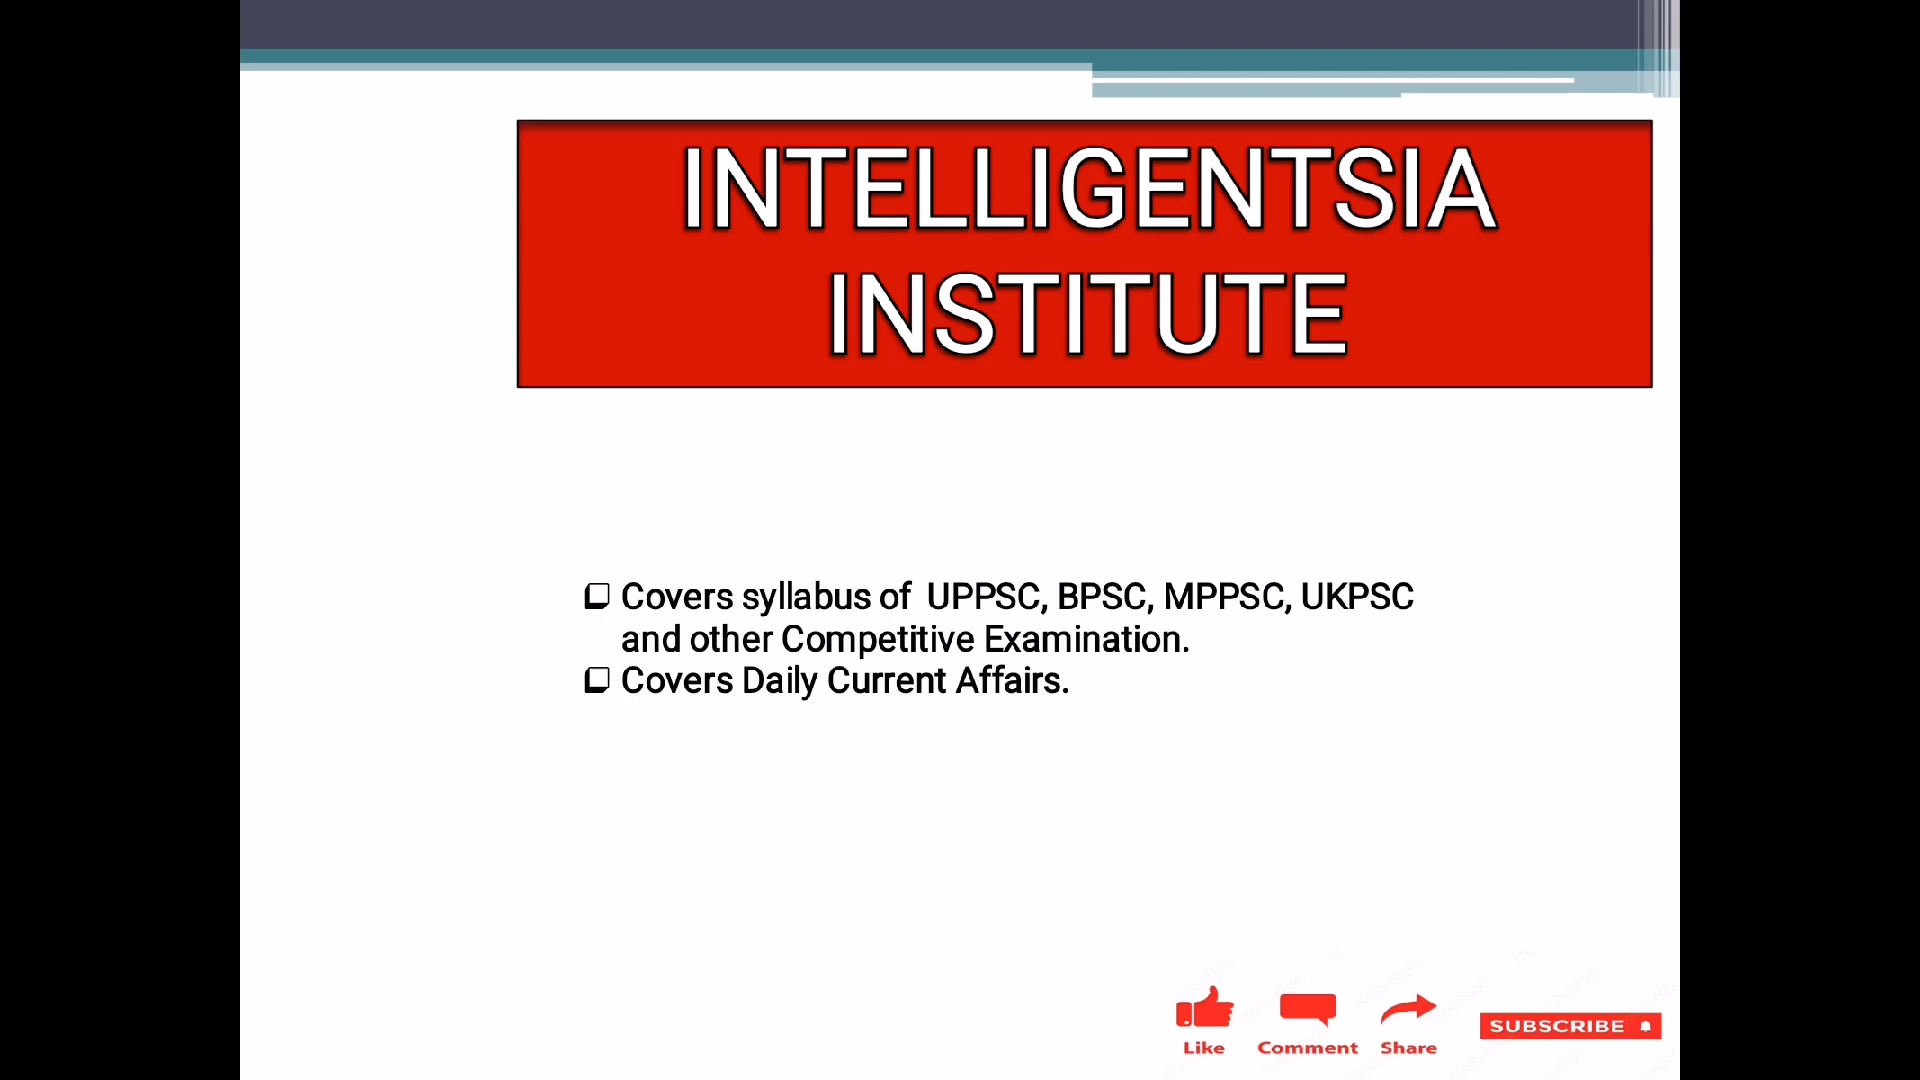 INTELLIGENTSIA
INSTITUTE
❑ Covers syllabus of UPPSC, BPSC, MPPSC, UKPSC
and other Competitive Examination.
❑ Covers Daily Current Affairs.
Like Comment Share SUBSCRIBE